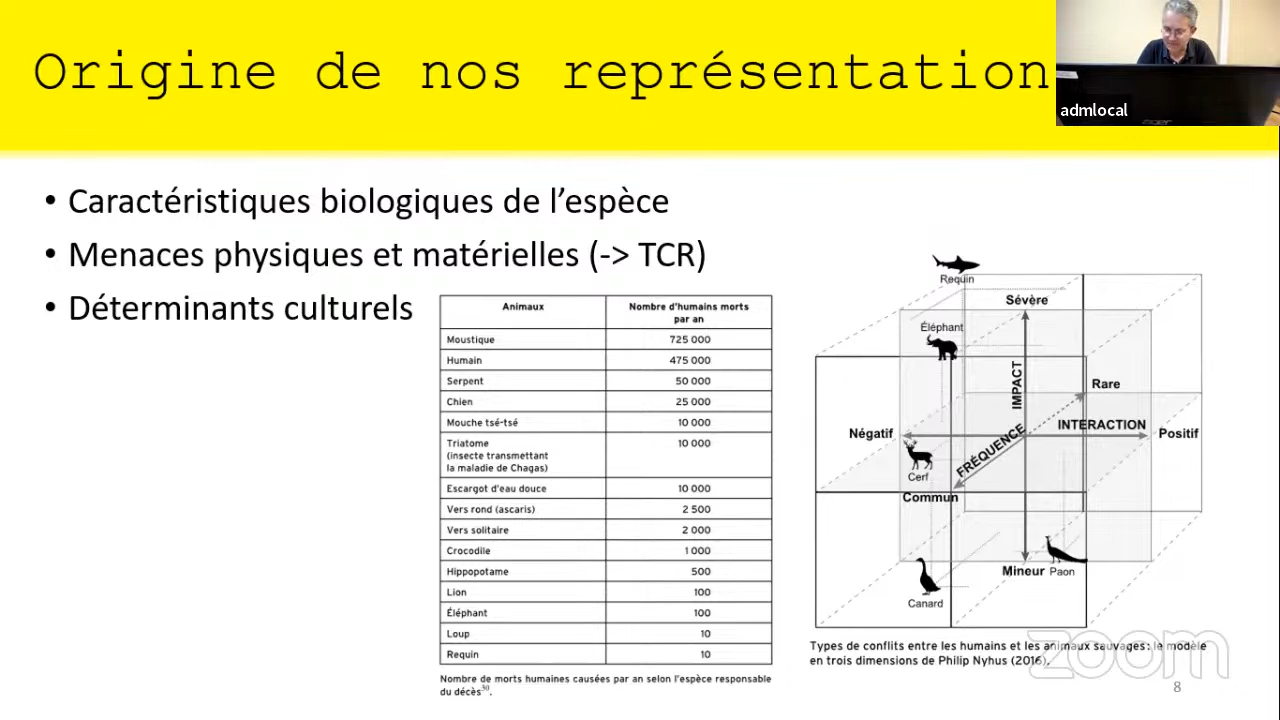 Origine de nos représentation
admlocal
• Caractéristiques biologiques de l’espèce
• Menaces physiques et matérielles (-> TCR)
• Déterminants culturels
Animaux Nombre d'humains morts par an
Moustique 725 000
Humain 475 000
Serpent 50 000
Chien 25 000
Mouche tsé-tsé 10 000
Triatome (insecte transmettant la maladie de Chagas) 10 000
Escargot d'eau douce 10 000
Vers rond (ascaris) 2 500
Vers solitaire 2 000
Crocodile 1 000
Hippopotame 500
Lion 100
Éléphant 100
Loup 10
Requin 10
Nombre de morts humaines causées par an selon l'espèce responsable
du décès³⁰.
Requin
Sévère
Éléphant
IMPACT
Rare
INTERACTION
Négatif
Positif
FRÉQUENCE
Cerf
Commun
Mineur
Paon
Canard
Types de conflits entre les humains et les animaux sauvages : le modèle
en trois dimensions de Philip Nyhus (2016).
zoom
8